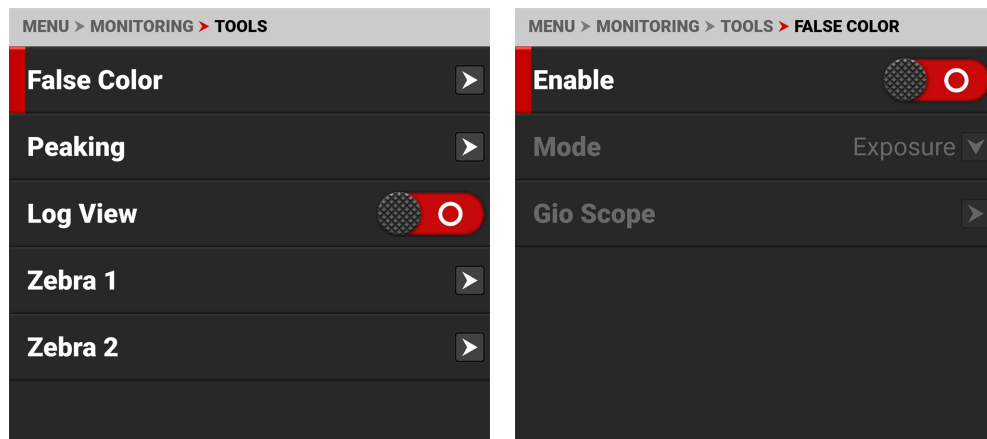 MENU > MONITORING > TOOLS
False Color
Peaking
Log View
Zebra 1
Zebra 2
MENU > MONITORING > TOOLS > FALSE COLOR
Enable
Mode Exposure
Gio Scope